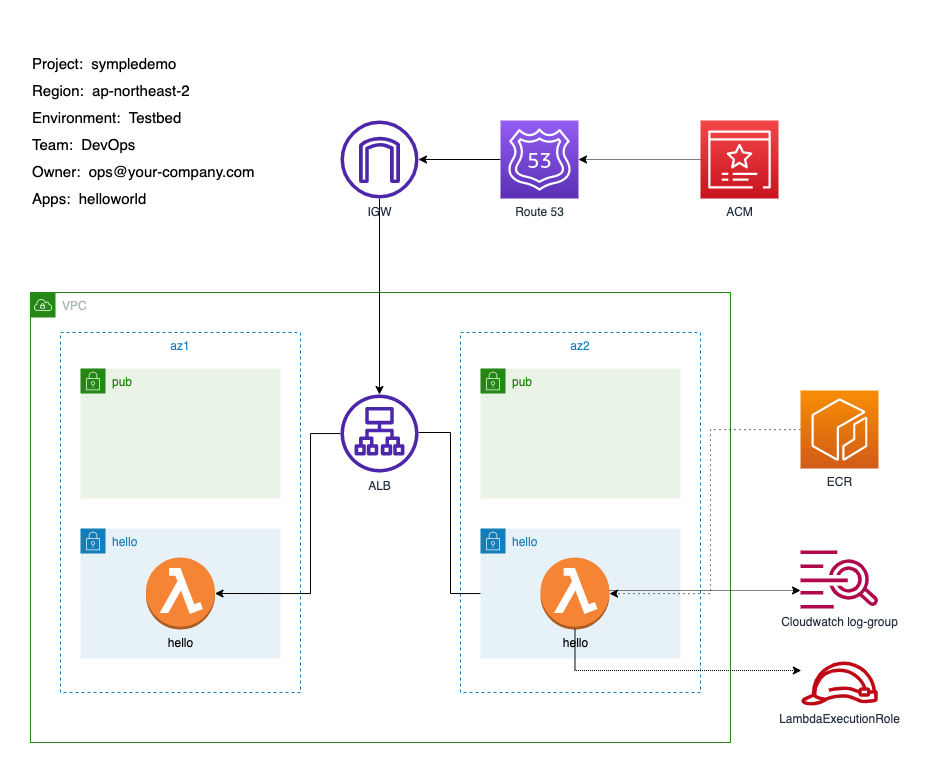 Project: sympledemo
Region: ap-northeast-2
Environment: Testbed
Team: DevOps
Owner: ops@your-company.com
Apps: helloworld
53
IGW
Route 53
ACM
VPC
az1
az2
pub
pub
ALB
ECR
hello
hello
hello
hello
Cloudwatch log-group
LambdaExecutionRole